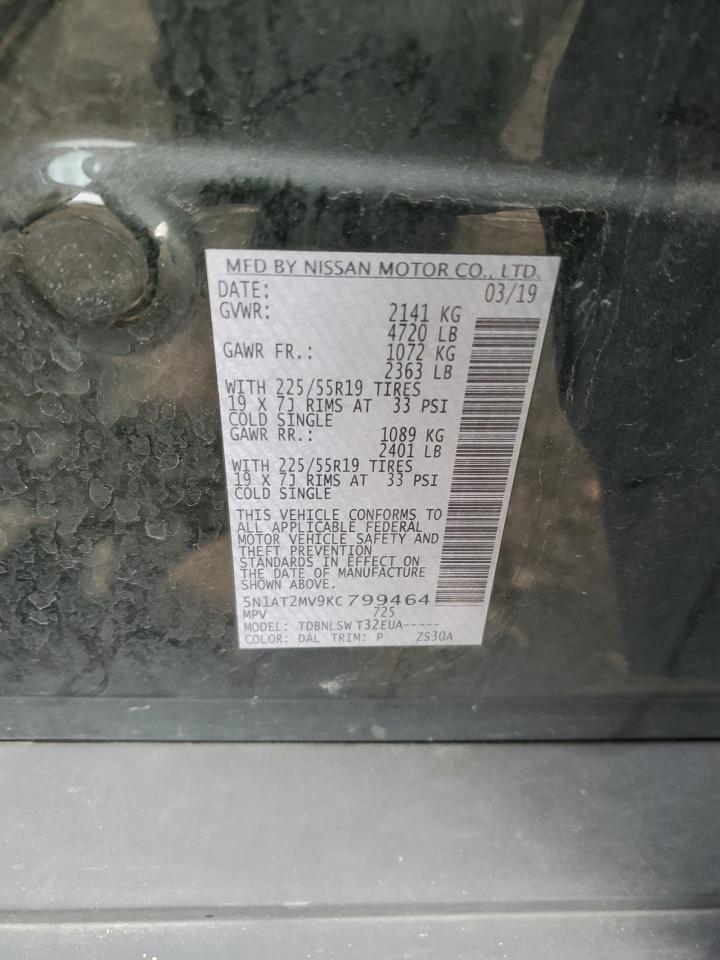 MFD BY NISSAN MOTOR CO., LTD.
DATE: 03/19
GVWR: 2141 KG
4720 LB
GAWR FR.: 1072 KG
2363 LB
WITH 225/55R19 TIRES
19 X 7J RIMS AT 33 PSI
COLD SINGLE
GAWR RR.: 1089 KG
2401 LB
WITH 225/55R19 TIRES
19 X 7J RIMS AT 33 PSI
COLD SINGLE
THIS VEHICLE CONFORMS TO
ALL APPLICABLE FEDERAL
MOTOR VEHICLE SAFETY AND
THEFT PREVENTION
STANDARDS IN EFFECT ON
THE DATE OF MANUFACTURE
SHOWN ABOVE.
5N1AT2MV9KC799464
MPV 725
MODEL: TDBNLSW T32EUA-----
COLOR: DAL TRIM: P ZS30A